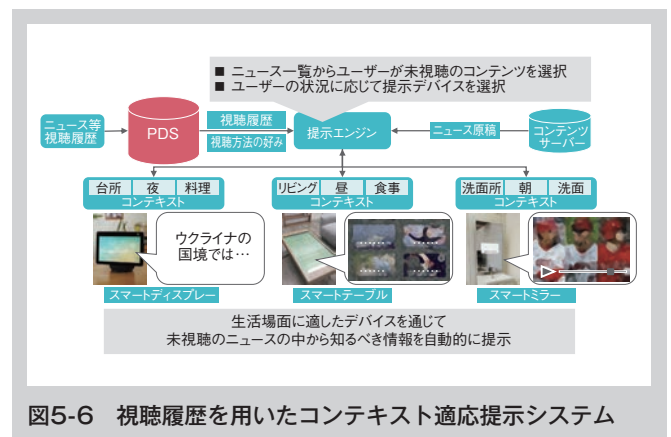 ■ ニュース一覧からユーザーが未視聴のコンテンツを選択
■ ユーザーの状況に応じて提示デバイスを選択
ニュース等
視聴履歴
PDS
視聴履歴
視聴方法の好み
提示エンジン
ニュース原稿
コンテンツ
サーバー
台所 夜 料理
コンテキスト
リビング 昼 食事
コンテキスト
洗面所 朝 洗面
コンテキスト
ウクライナの
国境では…
スマートディスプレー
スマートテーブル
スマートミラー
生活場面に適したデバイスを通じて
未視聴のニュースの中から知るべき情報を自動的に提示
図5-6 視聴履歴を用いたコンテキスト適応提示システム